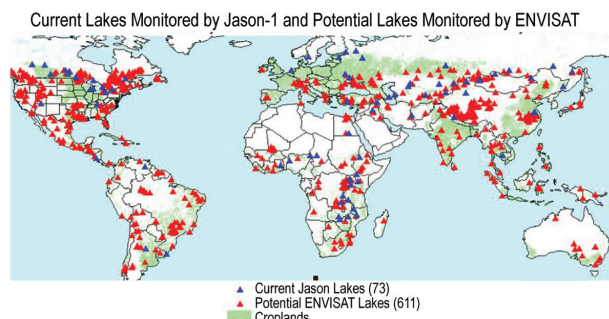 Current Lakes Monitored by Jason-1 and Potential Lakes Monitored by ENVISAT
Current Jason Lakes (73)
Potential ENVISAT Lakes (611)
Croplands